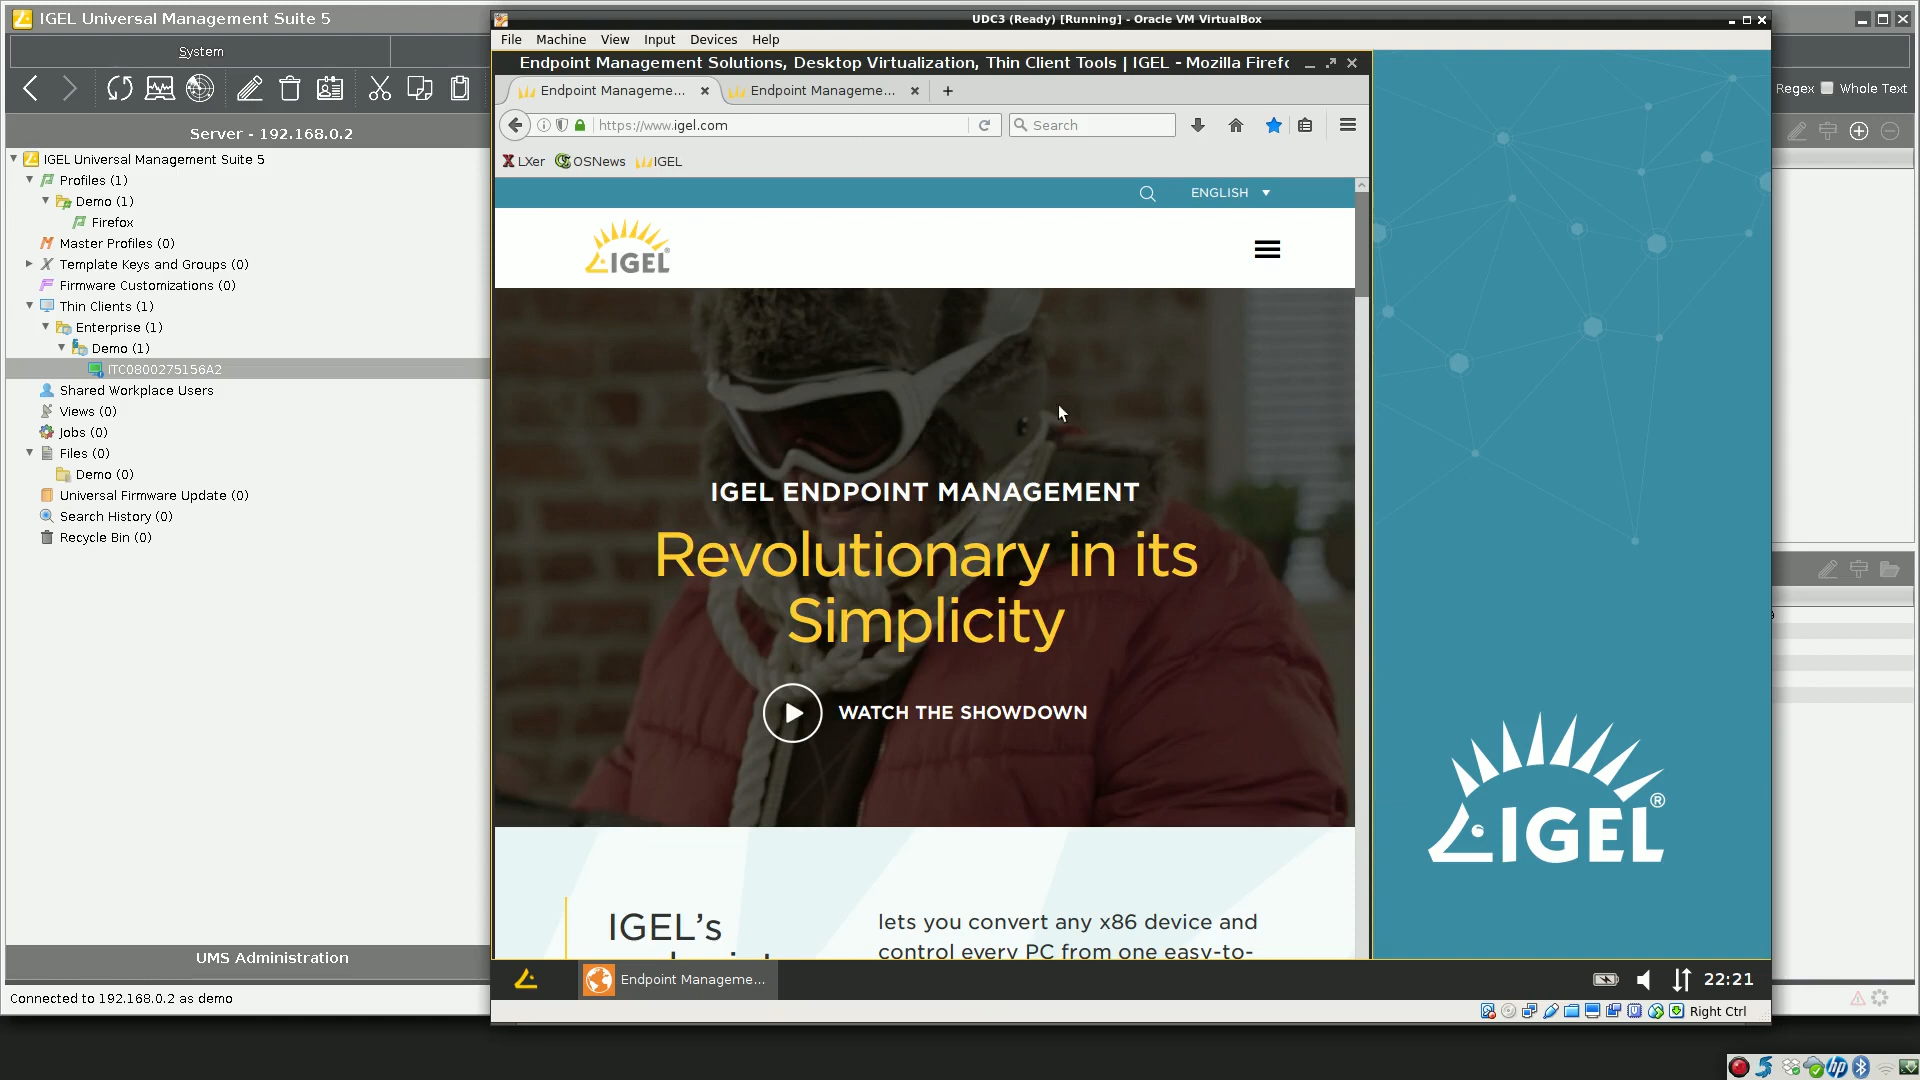 IGEL Universal Management Suite 5
System
Regex
Whole Text
Server - 192.168.0.2
IGEL Universal Management Suite 5
Profiles (1)
Demo (1)
Firefox
Master Profiles (0)
Template Keys and Groups (0)
Firmware Customizations (0)
Thin Clients (1)
Enterprise (1)
Demo (1)
ITC0800275156A2
Shared Workplace Users
Views (0)
Jobs (0)
Files (0)
Demo (0)
Universal Firmware Update (0)
Search History (0)
Recycle Bin (0)
UMS Administration
Connected to 192.168.0.2 as demo
UDC3 (Ready) [Running] - Oracle VM VirtualBox
File Machine View Input Devices Help
Endpoint Management Solutions, Desktop Virtualization, Thin Client Tools | IGEL - Mozilla Firefo
Endpoint Manageme... Endpoint Manageme...
https://www.igel.com Search
LXer OSNews IGEL
ENGLISH
IGEL®
IGEL ENDPOINT MANAGEMENT
Revolutionary in its
Simplicity
WATCH THE SHOWDOWN
IGEL's
lets you convert any x86 device and
control every PC from one easy-to-
IGEL®
Endpoint Manageme...
22:21
Right Ctrl
hp